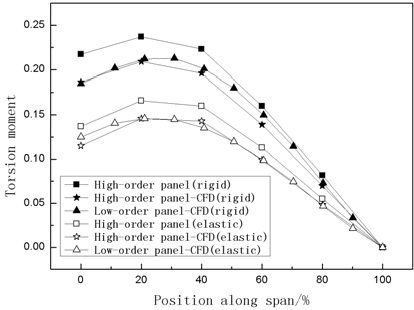 Torsion moment
0.25
0.20
0.15
0.10
0.05
0.00
High-order panel(rigid)
High-order panel-CFD(rigid)
Low-order panel-CFD(rigid)
High-order panel(elastic)
High-order panel-CFD(elastic)
Low-order panel-CFD(elastic)
0 20 40 60 80 100
Position along span/%